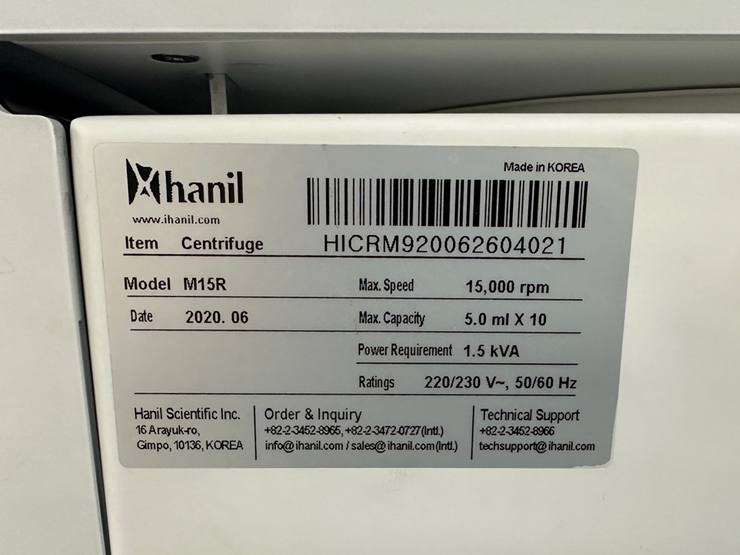 hanil
www.ihanil.com
Made in KOREA
Item Centrifuge
HICRM920062604021
Model M15R
Max. Speed 15,000 rpm
Date 2020. 06
Max. Capacity 5.0 ml X 10
Power Requirement 1.5 kVA
Ratings 220/230 V~, 50/60 Hz
Hanil Scientific Inc.
16 Arayuk-ro,
Gimpo, 10136, KOREA
Order & Inquiry
+82-2-3452-8965, +82-2-3472-0727(Intl.)
info@ihanil.com / sales@ihanil.com(Intl.)
Technical Support
+82-2-3452-8966
techsupport@ihanil.com